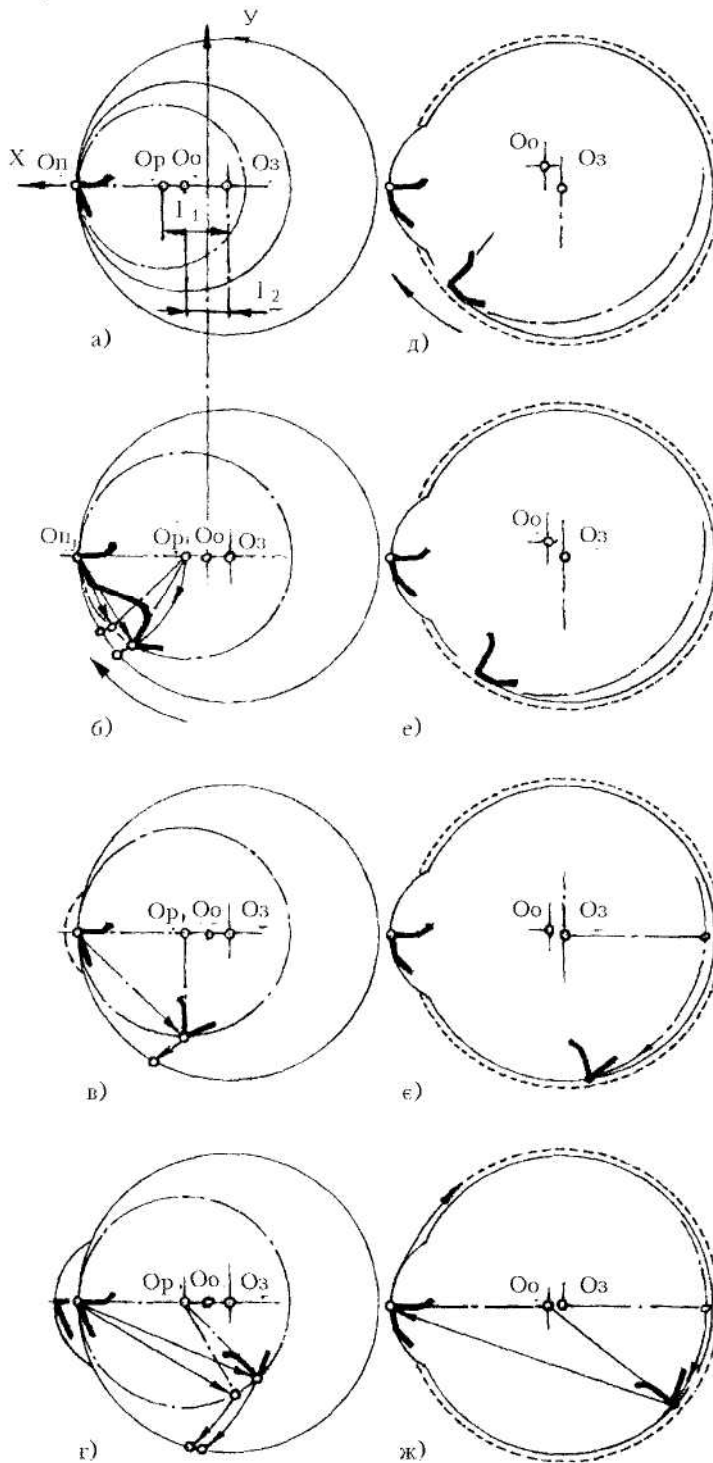 У
X Оп Ор Оо Оз
l 1
l 2
а)
Оо Оз
д)
Оп Ор Оо Оз
б)
Оо Оз
е)
Ор Оо Оз
в)
Оо Оз
є)
Ор Оо Оз
г)
Оо Оз
ж)